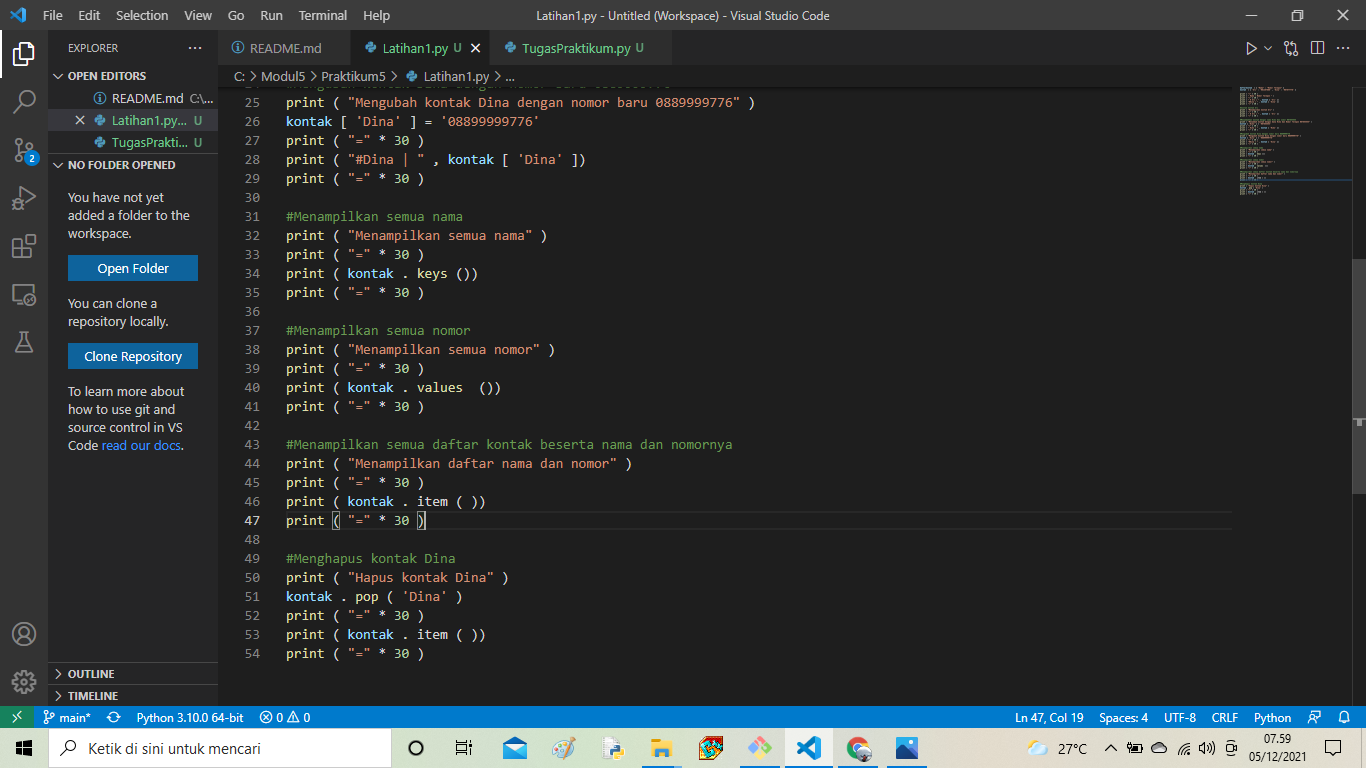 File Edit Selection View Go Run Terminal Help
Latihan1.py - Untitled (Workspace) - Visual Studio Code
EXPLORER
OPEN EDITORS
README.md C:\...
Latihan1.py... U
TugasPrakti... U
NO FOLDER OPENED
You have not yet
added a folder to the
workspace.
Open Folder
You can clone a
repository locally.
Clone Repository
To learn more about
how to use git and
source control in VS
Code read our docs.
OUTLINE
TIMELINE
2
README.md
Latihan1.py U
TugasPraktikum.py U
C: > Modul5 > Praktikum5 > Latihan1.py > ...
25 print ( "Mengubah kontak Dina dengan nomor baru 0889999776" )
26 kontak [ 'Dina' ] = '08899999776'
27 print ( "=" * 30 )
28 print ( "#Dina | " , kontak [ 'Dina' ])
29 print ( "=" * 30 )
30
31 #Menampilkan semua nama
32 print ( "Menampilkan semua nama" )
33 print ( "=" * 30 )
34 print ( kontak . keys ())
35 print ( "=" * 30 )
36
37 #Menampilkan semua nomor
38 print ( "Menampilkan semua nomor" )
39 print ( "=" * 30 )
40 print ( kontak . values  ())
41 print ( "=" * 30 )
42
43 #Menampilkan semua daftar kontak beserta nama dan nomornya
44 print ( "Menampilkan daftar nama dan nomor" )
45 print ( "=" * 30 )
46 print ( kontak . item ( ))
47 print ( "=" * 30 )
48
49 #Menghapus kontak Dina
50 print ( "Hapus kontak Dina" )
51 kontak . pop ( 'Dina' )
52 print ( "=" * 30 )
53 print ( kontak . item ( ))
54 print ( "=" * 30 )
main* Python 3.10.0 64-bit 0 0
Ln 47, Col 19 Spaces: 4 UTF-8 CRLF Python
Ketik di sini untuk mencari
27°C
07.59
05/12/2021